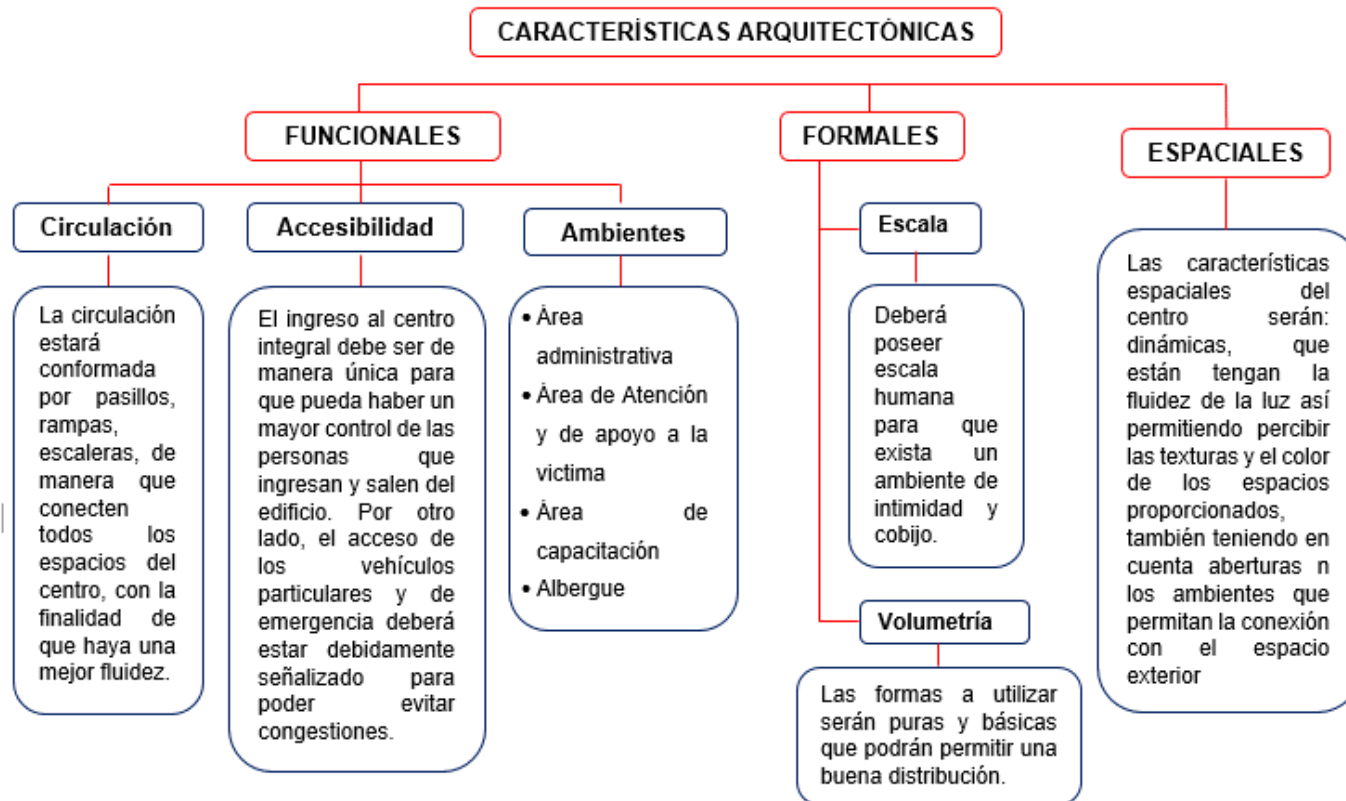 CARACTERÍSTICAS ARQUITECTÓNICAS
FUNCIONALES
Circulación
La circulación
estará
conformada
por pasillos,
rampas,
escaleras, de
manera que
conecten
todos los
espacios del
centro, con la
finalidad de
que haya una
mejor fluidez.
Accesibilidad
El ingreso al centro
integral debe ser de
manera única para
que pueda haber un
mayor control de las
personas que
ingresan y salen del
edificio. Por otro
lado, el acceso de
los vehículos
particulares y de
emergencia deberá
estar debidamente
señalizado para
poder evitar
congestiones.
Ambientes
• Área
administrativa
• Área de Atención
y de apoyo a la
victima
• Área de
capacitación
• Albergue
FORMALES
Escala
Deberá
poseer
escala
humana
para que
exista un
ambiente de
intimidad y
cobijo.
Volumetría
Las formas a utilizar
serán puras y básicas
que podrán permitir una
buena distribución.
ESPACIALES
Las características
espaciales del
centro serán:
dinámicas, que
están tengan la
fluidez de la luz así
permitiendo percibir
las texturas y el color
de los espacios
proporcionados,
también teniendo en
cuenta aberturas n
los ambientes que
permitan la conexión
con el espacio
exterior